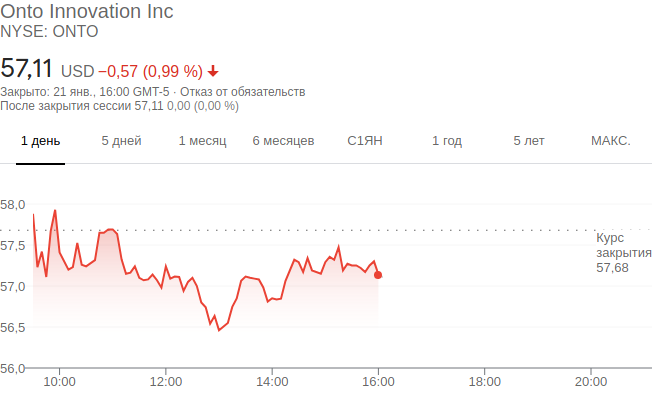 Onto Innovation Inc
NYSE: ONTO
57,11 USD −0,57 (0,99 %)
Закрыто: 21 янв., 16:00 GMT-5 · Отказ от обязательств
После закрытия сессии 57,11 0,00 (0,00 %)
1 день 5 дней 1 месяц 6 месяцев С1ЯН 1 год 5 лет МАКС.
58,0
57,5
57,0
56,5
56,0
Курс
закрытия
57,68
10:00 12:00 14:00 16:00 18:00 20:00